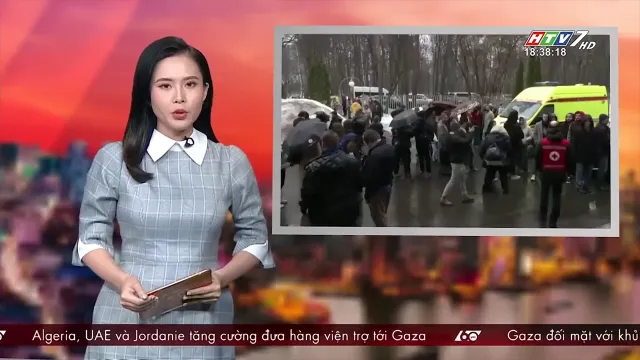 HTV7 HD
18:38:18
Algeria, UAE và Jordanie tăng cường đưa hàng viện trợ tới Gaza 60 Gaza đối mặt với khủ